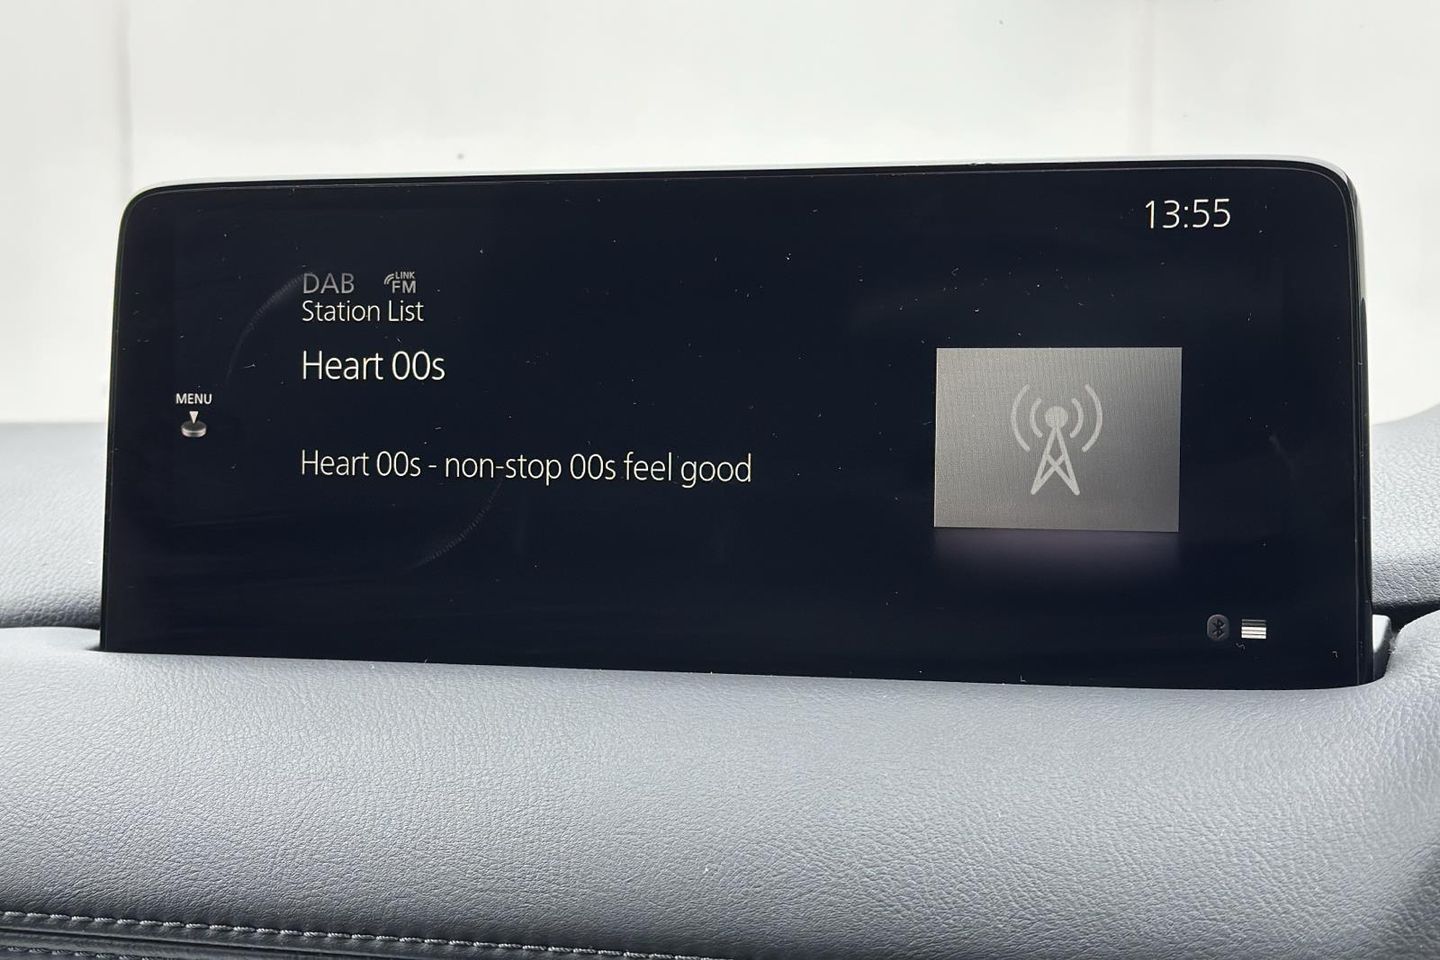 13:55
DAB LINK FM
Station List
Heart 00s
MENU
Heart 00s - non-stop 00s feel good